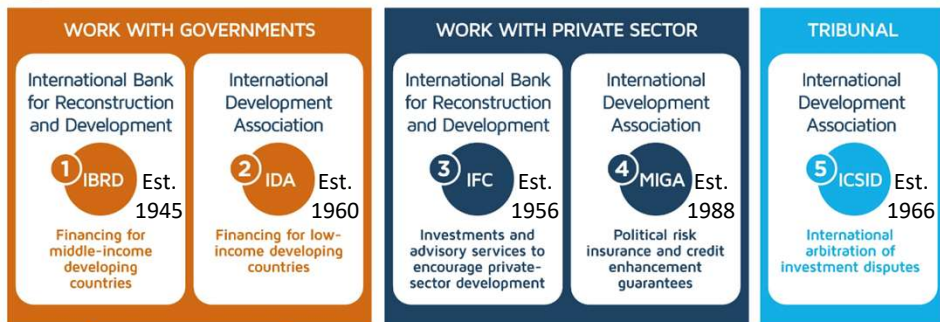 WORK WITH GOVERNMENTS
International Bank
for Reconstruction
and Development
1 IBRD Est.
1945
Financing for
middle-income
developing
countries
International
Development
Association
2 IDA Est.
1960
Financing for low-
income developing
countries
WORK WITH PRIVATE SECTOR
International Bank
for Reconstruction
and Development
3 IFC Est.
1956
Investments and
advisory services to
encourage private-
sector development
International
Development
Association
4 MIGA Est.
1988
Political risk
insurance and credit
enhancement
guarantees
TRIBUNAL
International
Development
Association
5 ICSID Est.
1966
International
arbitration of
investment disputes